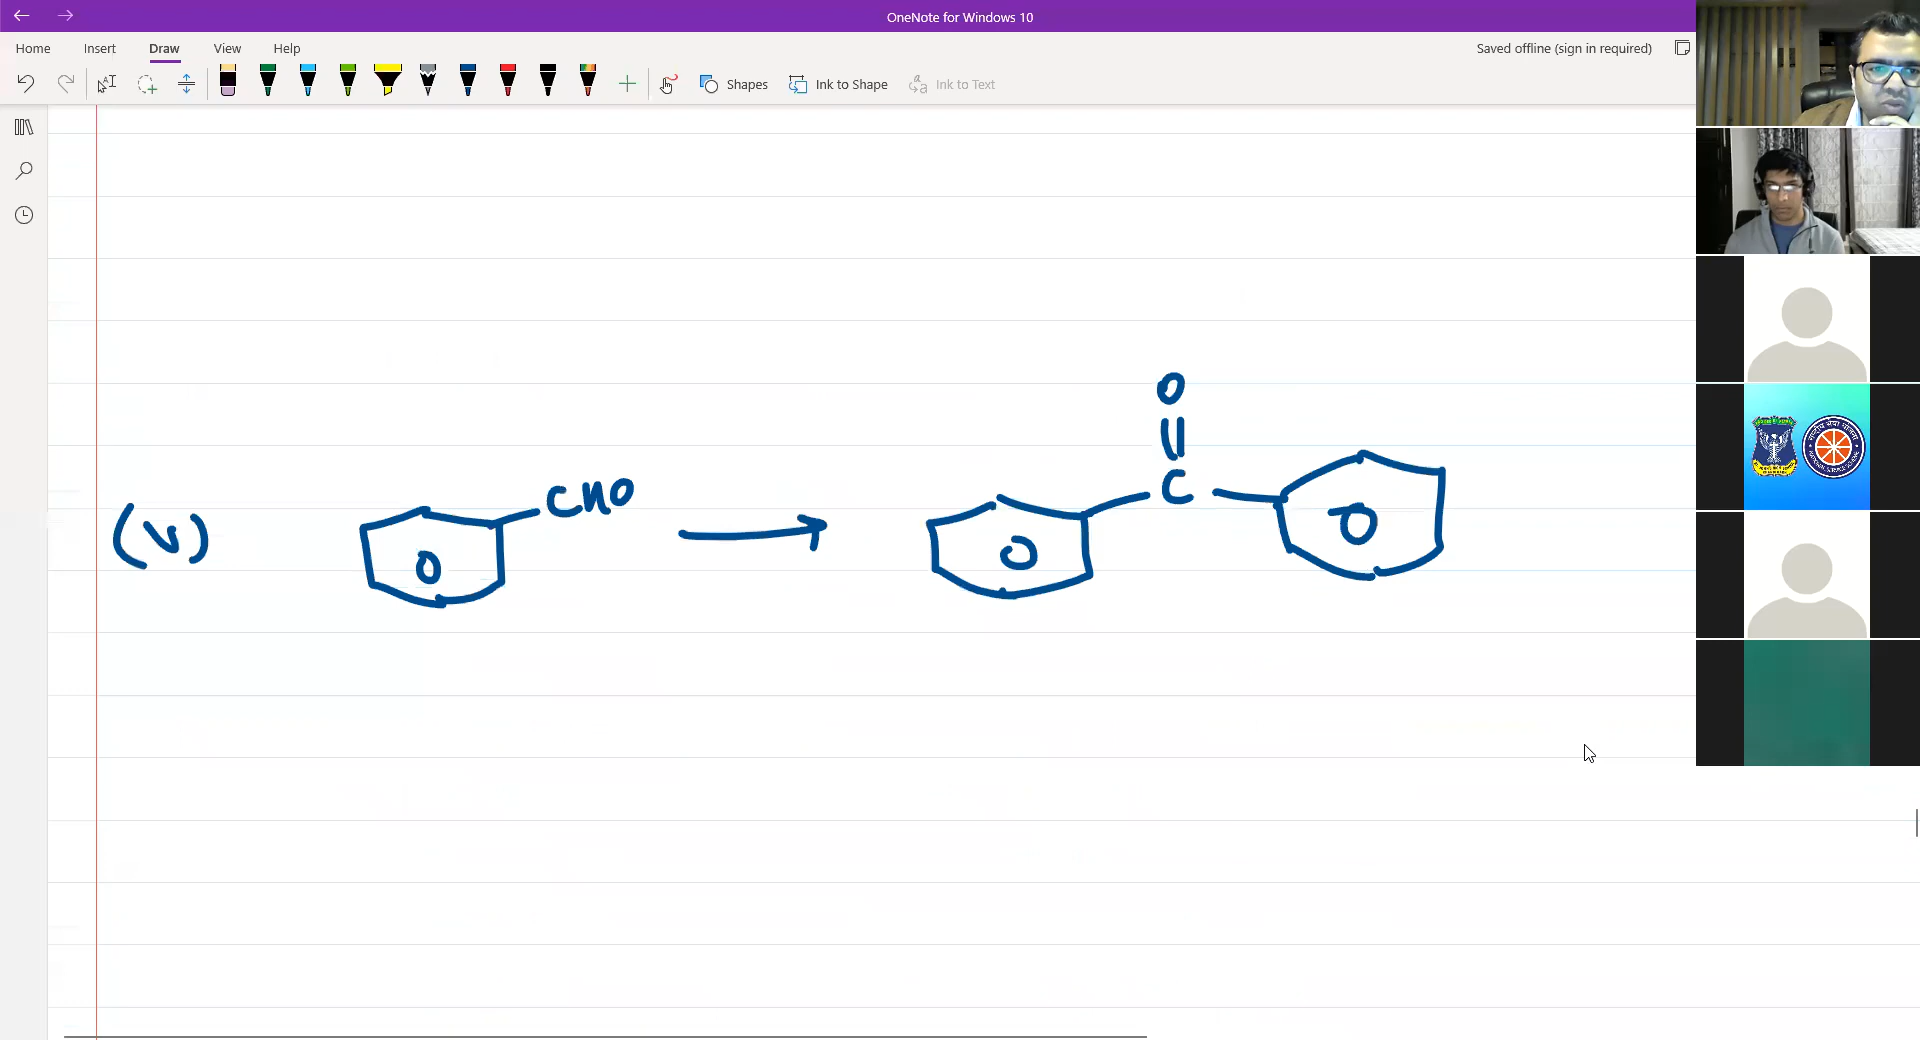 OneNote for Windows 10
Home Insert Draw View Help
Saved offline (sign in required)
Shapes Ink to Shape Ink to Text
O
(V) CHO C
O O O